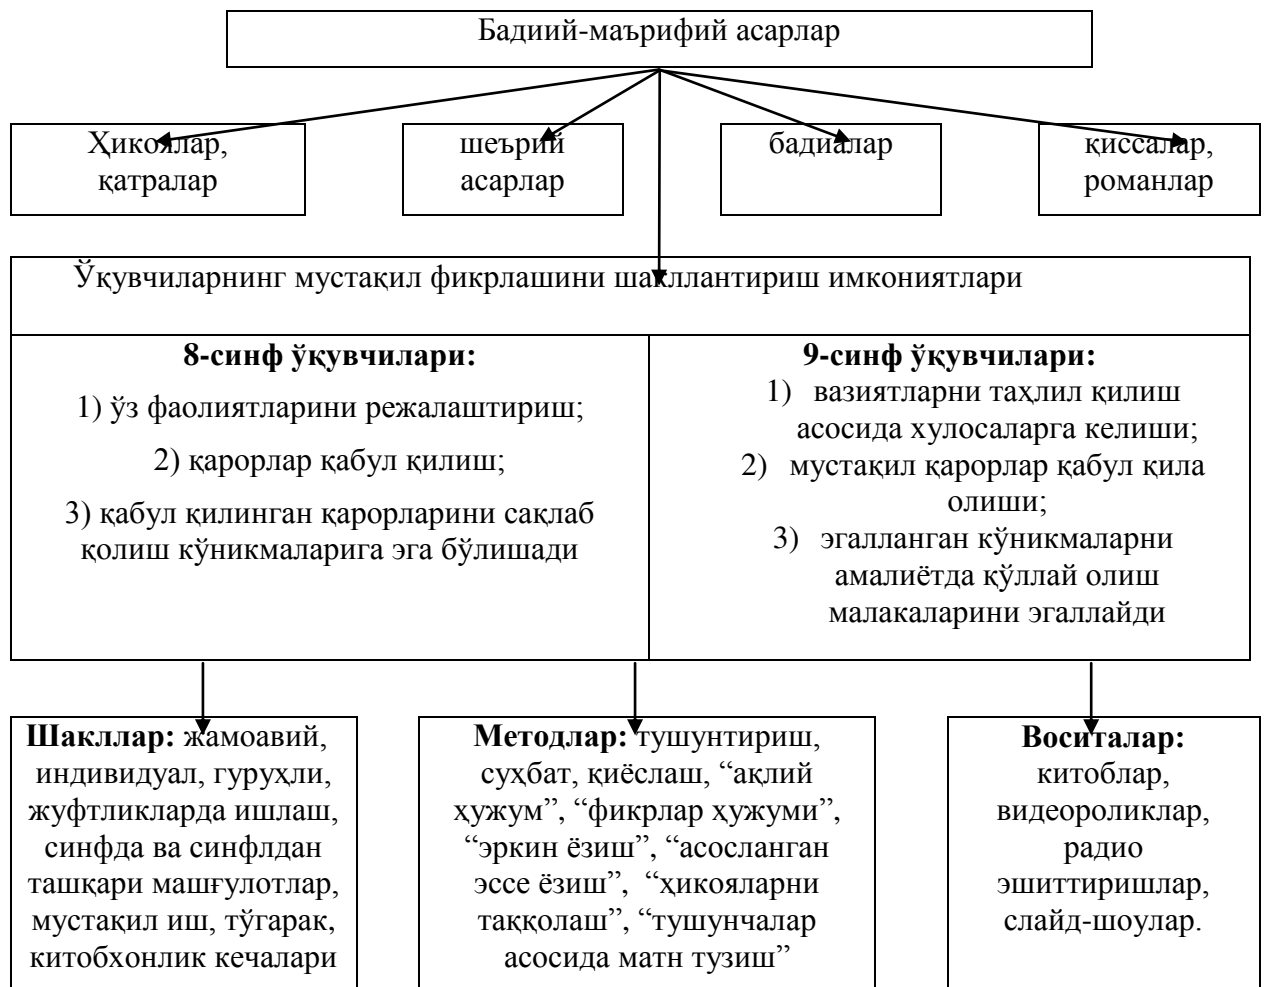 Бадиий-маърифий асарлар
Ҳикоялар,
қатралар
шеърий
асарлар
бадиалар
қиссалар,
романлар
Ўқувчиларнинг мустақил фикрлашини шакллантириш имкониятлари
8-синф ўқувчилари:
1) ўз фаолиятларини режалаштириш;
2) қарорлар қабул қилиш;
3) қабул қилинган қарорларини сақлаб
қолиш кўникмаларига эга бўлишади
9-синф ўқувчилари:
1) вазиятларни таҳлил қилиш
асосида хулосаларга келиши;
2) мустақил қарорлар қабул қила
олиши;
3) эгалланган кўникмаларни
амалиётда қўллай олиш
малакаларини эгаллайди
Шакллар: жамоавий,
индивидуал, гуруҳли,
жуфтликларда ишлаш,
синфда ва синфлдан
ташқари машғулотлар,
мустақил иш, тўгарак,
китобхонлик кечалари
Методлар: тушунтириш,
суҳбат, қиёслаш, “ақлий
ҳужум”, “фикрлар ҳужуми”,
“эркин ёзиш”, “асосланган
эссе ёзиш”, “ҳикояларни
таққолаш”, “тушунчалар
асосида матн тузиш”
Воситалар:
китоблар,
видеороликлар,
радио
эшиттиришлар,
слайд-шоулар.